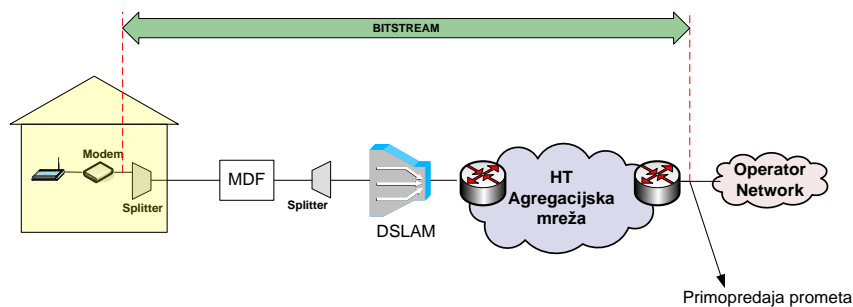 BITSTREAM
Modem
Splitter
MDF
Splitter
DSLAM
HT
Agregacijska
mreža
Operator
Network
Primopredaja prometa